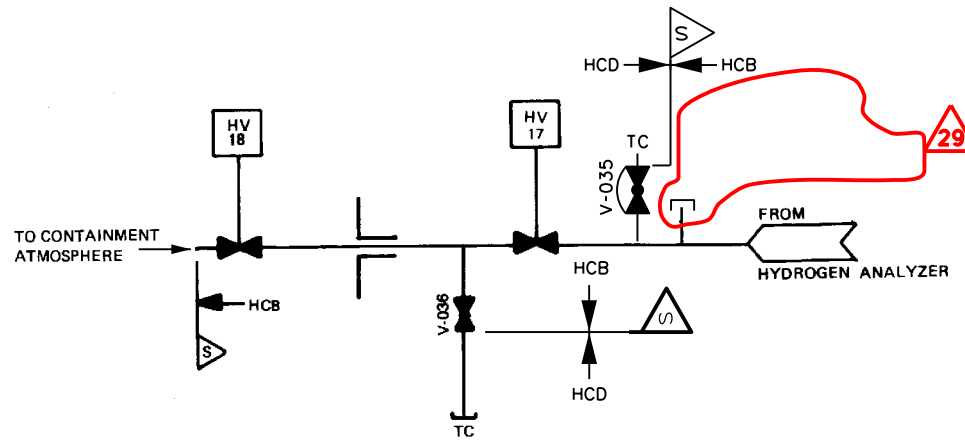 S
HCD
HCB
HV
18
HV
17
TC
29
V-035
FROM
TO CONTAINMENT
ATMOSPHERE
HYDROGEN ANALYZER
HCB
HCB
V-036
S
S
HCD
TC